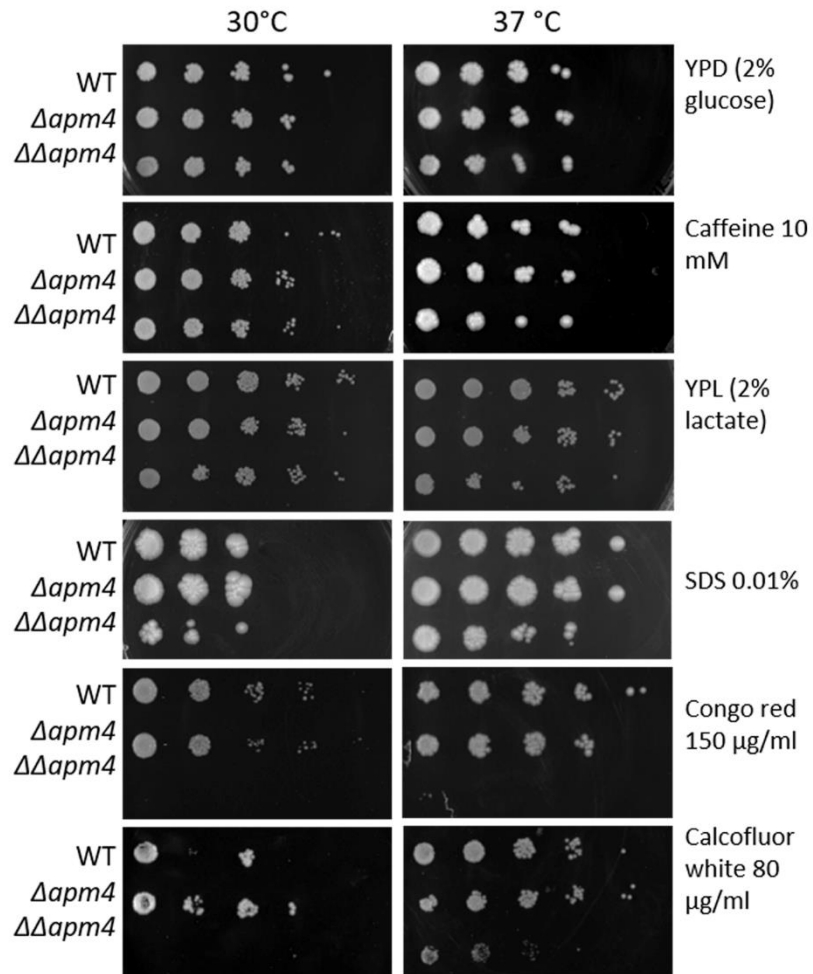 30°C 37 °C
WT
Δapm4
ΔΔapm4
YPD (2%
glucose)
WT
Δapm4
ΔΔapm4
Caffeine 10
mM
WT
Δapm4
ΔΔapm4
YPL (2%
lactate)
WT
Δapm4
ΔΔapm4
SDS 0.01%
WT
Δapm4
ΔΔapm4
Congo red
150 µg/ml
WT
Δapm4
ΔΔapm4
Calcofluor
white 80
µg/ml